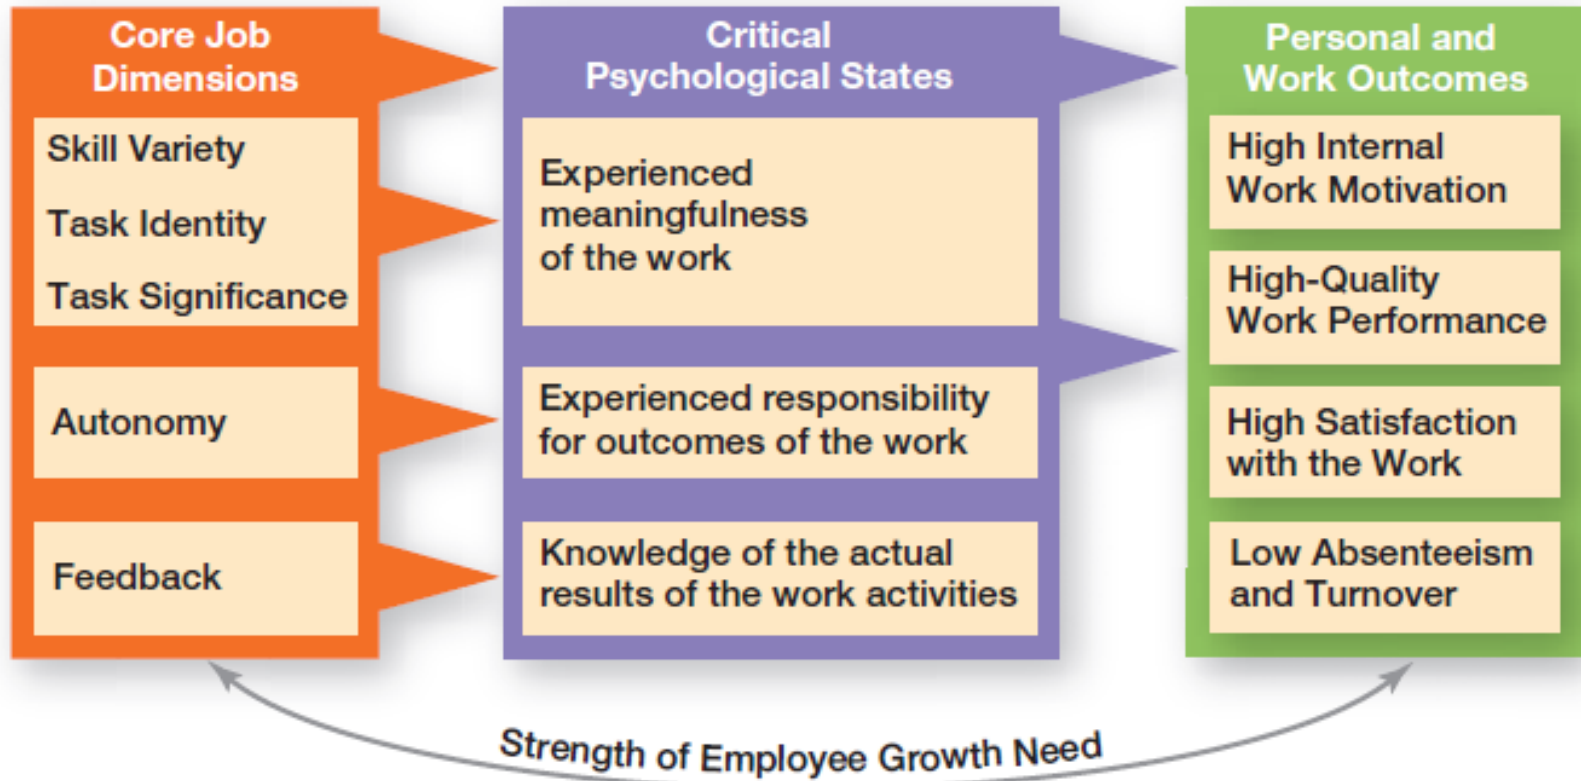 Core Job
Dimensions
Skill Variety
Task Identity
Task Significance
Autonomy
Feedback
Critical
Psychological States
Experienced
meaningfulness
of the work
Experienced responsibility
for outcomes of the work
Knowledge of the actual
results of the work activities
Personal and
Work Outcomes
High Internal
Work Motivation
High-Quality
Work Performance
High Satisfaction
with the Work
Low Absenteeism
and Turnover
Strength of Employee Growth Need